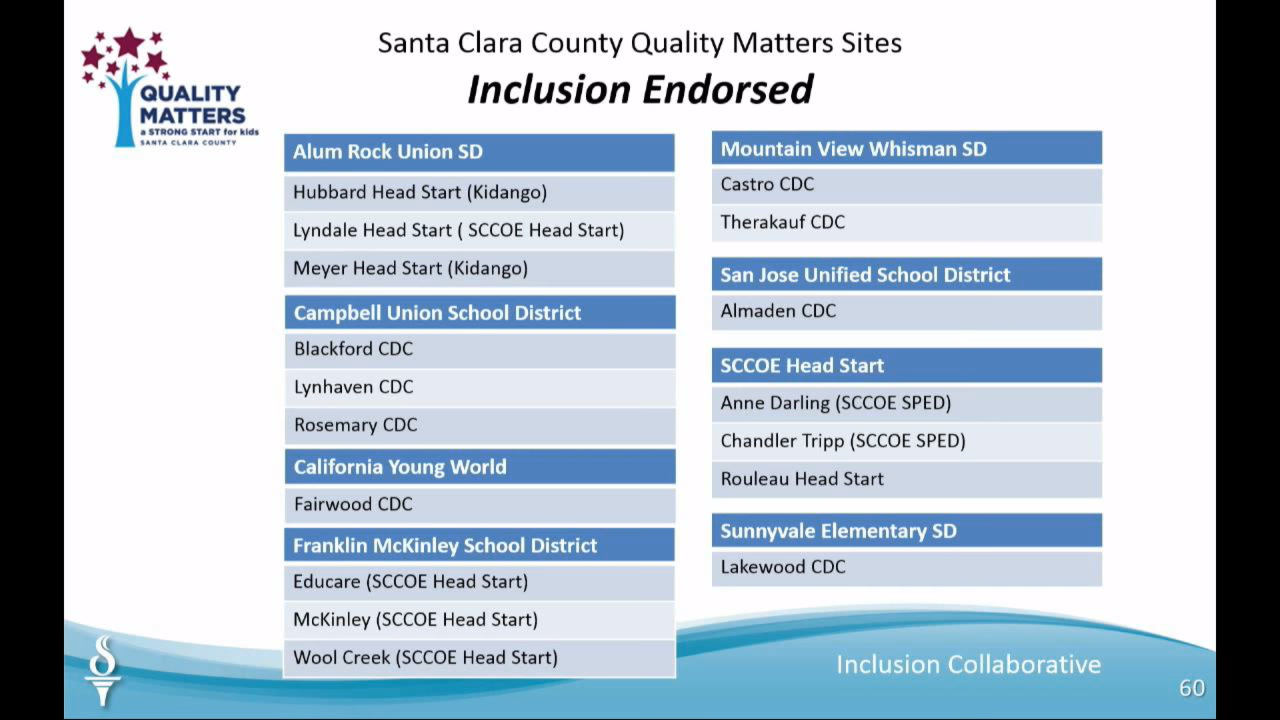 Santa Clara County Quality Matters Sites
Inclusion Endorsed
QUALITY
MATTERS
a STRONG START for kids
SANTA CLARA COUNTY
Alum Rock Union SD
Hubbard Head Start (Kidango)
Lyndale Head Start ( SCCOE Head Start)
Meyer Head Start (Kidango)
Campbell Union School District
Blackford CDC
Lynhaven CDC
Rosemary CDC
California Young World
Fairwood CDC
Franklin McKinley School District
Educare (SCCOE Head Start)
McKinley (SCCOE Head Start)
Wool Creek (SCCOE Head Start)
Mountain View Whisman SD
Castro CDC
Therakauf CDC
San Jose Unified School District
Almaden CDC
SCCOE Head Start
Anne Darling (SCCOE SPED)
Chandler Tripp (SCCOE SPED)
Rouleau Head Start
Sunnyvale Elementary SD
Lakewood CDC
Inclusion Collaborative
60